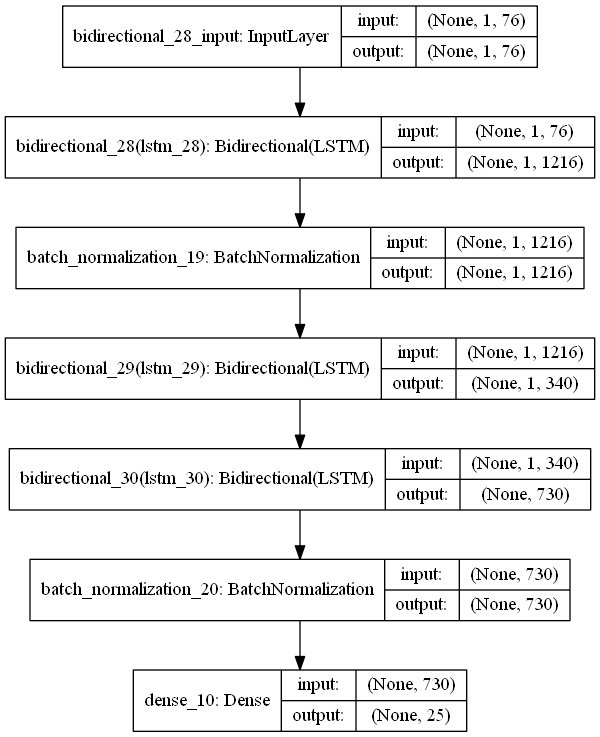 bidirectional_28_input: InputLayer input: (None, 1, 76)
output: (None, 1, 76)
bidirectional_28(lstm_28): Bidirectional(LSTM) input: (None, 1, 76)
output: (None, 1, 1216)
batch_normalization_19: BatchNormalization input: (None, 1, 1216)
output: (None, 1, 1216)
bidirectional_29(lstm_29): Bidirectional(LSTM) input: (None, 1, 1216)
output: (None, 1, 340)
bidirectional_30(lstm_30): Bidirectional(LSTM) input: (None, 1, 340)
output: (None, 730)
batch_normalization_20: BatchNormalization input: (None, 730)
output: (None, 730)
dense_10: Dense input: (None, 730)
output: (None, 25)